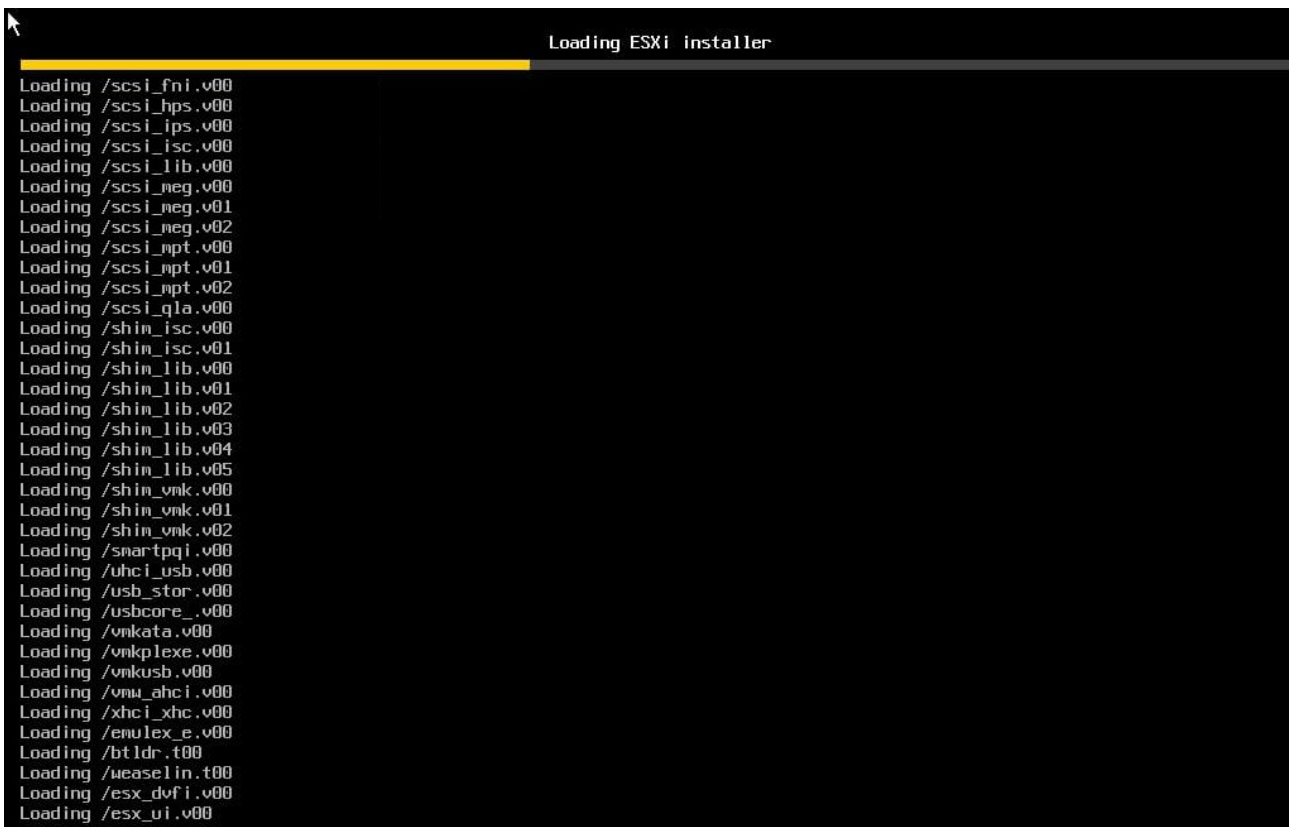 Loading ESXi installer
Loading /scsi_fni.v00
Loading /scsi_hps.v00
Loading /scsi_ips.v00
Loading /scsi_isc.v00
Loading /scsi_lib.v00
Loading /scsi_meg.v00
Loading /scsi_meg.v01
Loading /scsi_meg.v02
Loading /scsi_mpt.v00
Loading /scsi_mpt.v01
Loading /scsi_mpt.v02
Loading /scsi_qla.v00
Loading /shim_isc.v00
Loading /shim_isc.v01
Loading /shim_lib.v00
Loading /shim_lib.v01
Loading /shim_lib.v02
Loading /shim_lib.v03
Loading /shim_lib.v04
Loading /shim_lib.v05
Loading /shim_vmk.v00
Loading /shim_vmk.v01
Loading /shim_vmk.v02
Loading /smartpqi.v00
Loading /uhci_usb.v00
Loading /usb_stor.v00
Loading /usbcore_.v00
Loading /vmkata.v00
Loading /vmkplexe.v00
Loading /vmkusb.v00
Loading /vmw_ahci.v00
Loading /xhci_xhc.v00
Loading /emulex_e.v00
Loading /btldr.t00
Loading /weaselin.t00
Loading /esx_dvfi.v00
Loading /esx_ui.v00